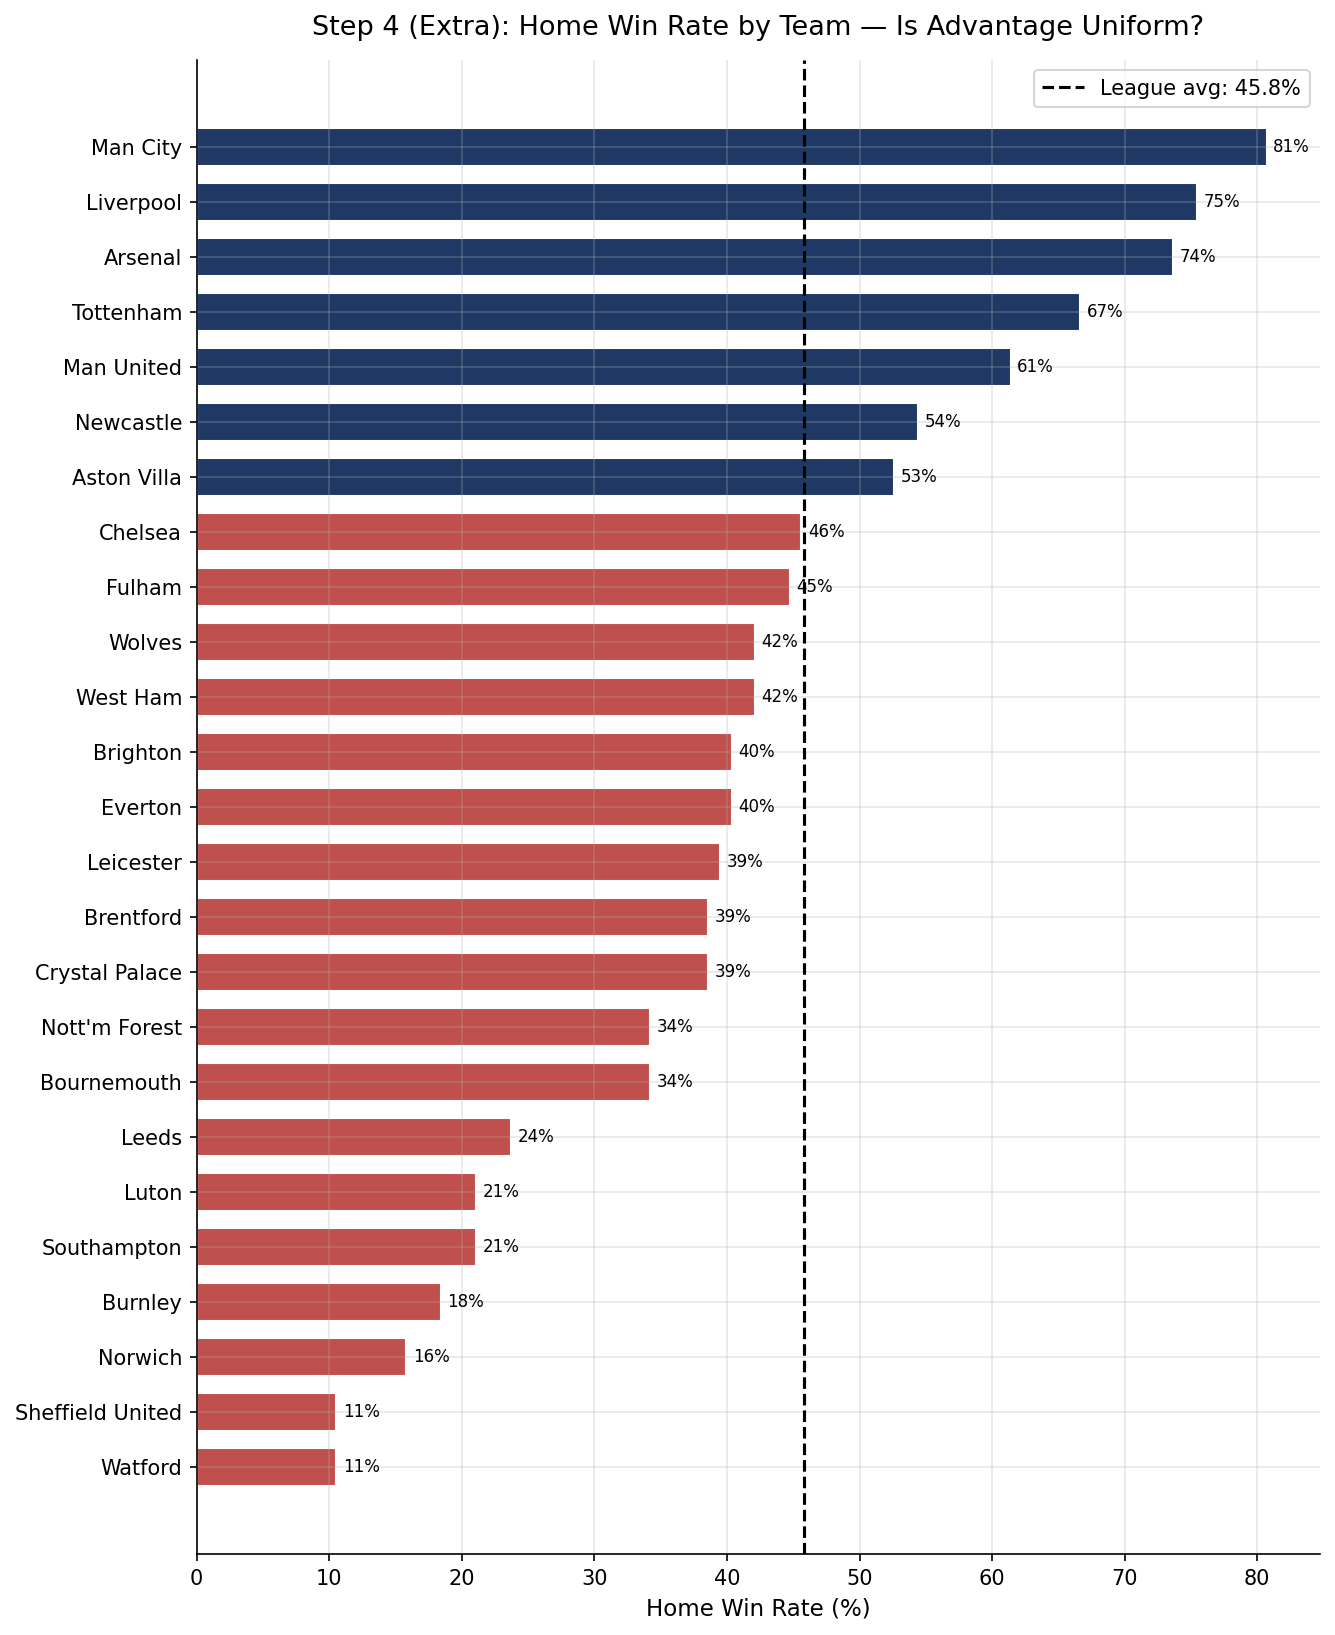 Step 4 (Extra): Home Win Rate by Team — Is Advantage Uniform?
League avg: 45.8%
Man City 81%
Liverpool 75%
Arsenal 74%
Tottenham 67%
Man United 61%
Newcastle 54%
Aston Villa 53%
Chelsea 46%
Fulham 45%
Wolves 42%
West Ham 42%
Brighton 40%
Everton 40%
Leicester 39%
Brentford 39%
Crystal Palace 39%
Nott'm Forest 34%
Bournemouth 34%
Leeds 24%
Luton 21%
Southampton 21%
Burnley 18%
Norwich 16%
Sheffield United 11%
Watford 11%
0 10 20 30 40 50 60 70 80
Home Win Rate (%)